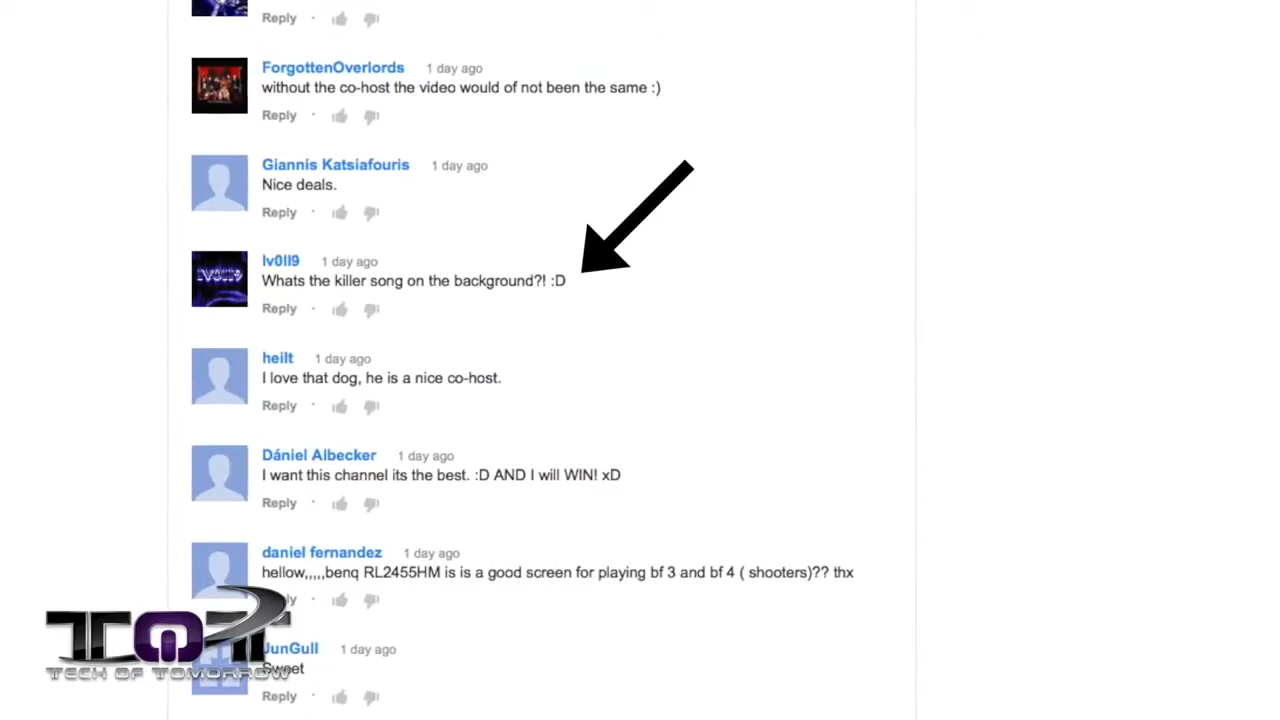 Reply ·
ForgottenOverlords 1 day ago
without the co-host the video would of not been the same :)
Reply ·
Giannis Katsiafouris 1 day ago
Nice deals.
Reply ·
lv0ll9 1 day ago
Whats the killer song on the background?! :D
Reply ·
heilt 1 day ago
I love that dog, he is a nice co-host.
Reply ·
Dániel Albecker 1 day ago
I want this channel its the best. :D AND I will WIN! xD
Reply ·
daniel fernandez 1 day ago
hellow,,,,,benq RL2455HM is is a good screen for playing bf 3 and bf 4 ( shooters)?? thx
JunGull 1 day ago
Sweet
Reply ·
TECH OF TOMORROW